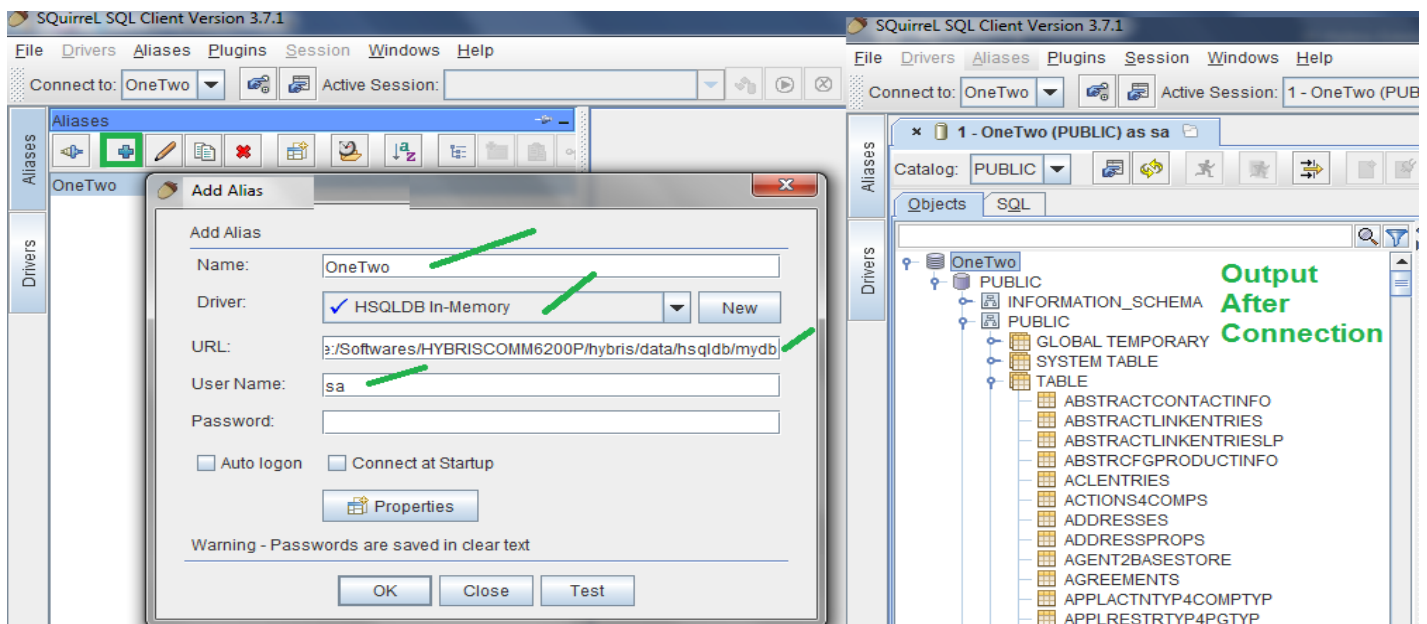 SQuirreL SQL Client Version 3.7.1
File Drivers Aliases Plugins Session Windows Help
Connect to: OneTwo Active Session:
Aliases
Drivers
Aliases
OneTwo
Add Alias
Add Alias
Name: OneTwo
Driver: HSQLDB In-Memory New
URL: e:/Softwares/HYBRISCOMM6200P/hybris/data/hsqldb/mydb
User Name: sa
Password:
Auto logon Connect at Startup
Properties
Warning - Passwords are saved in clear text
OK Close Test
SQuirreL SQL Client Version 3.7.1
File Drivers Aliases Plugins Session Windows Help
Connect to: OneTwo Active Session: 1 - OneTwo (PUB
Aliases
Drivers
1 - OneTwo (PUBLIC) as sa
Catalog: PUBLIC
Objects SQL
OneTwo
PUBLIC
INFORMATION_SCHEMA
PUBLIC
GLOBAL TEMPORARY
SYSTEM TABLE
TABLE
ABSTRACTCONTACTINFO
ABSTRACTLINKENTRIES
ABSTRACTLINKENTRIESLP
ABSTRCFGPRODUCTINFO
ACLENTRIES
ACTIONS4COMPS
ADDRESSES
ADDRESSPROPS
AGENT2BASESTORE
AGREEMENTS
APPLACTNTYP4COMPTYP
APPLRESTRTYP4PGTYP
Output
After
Connection